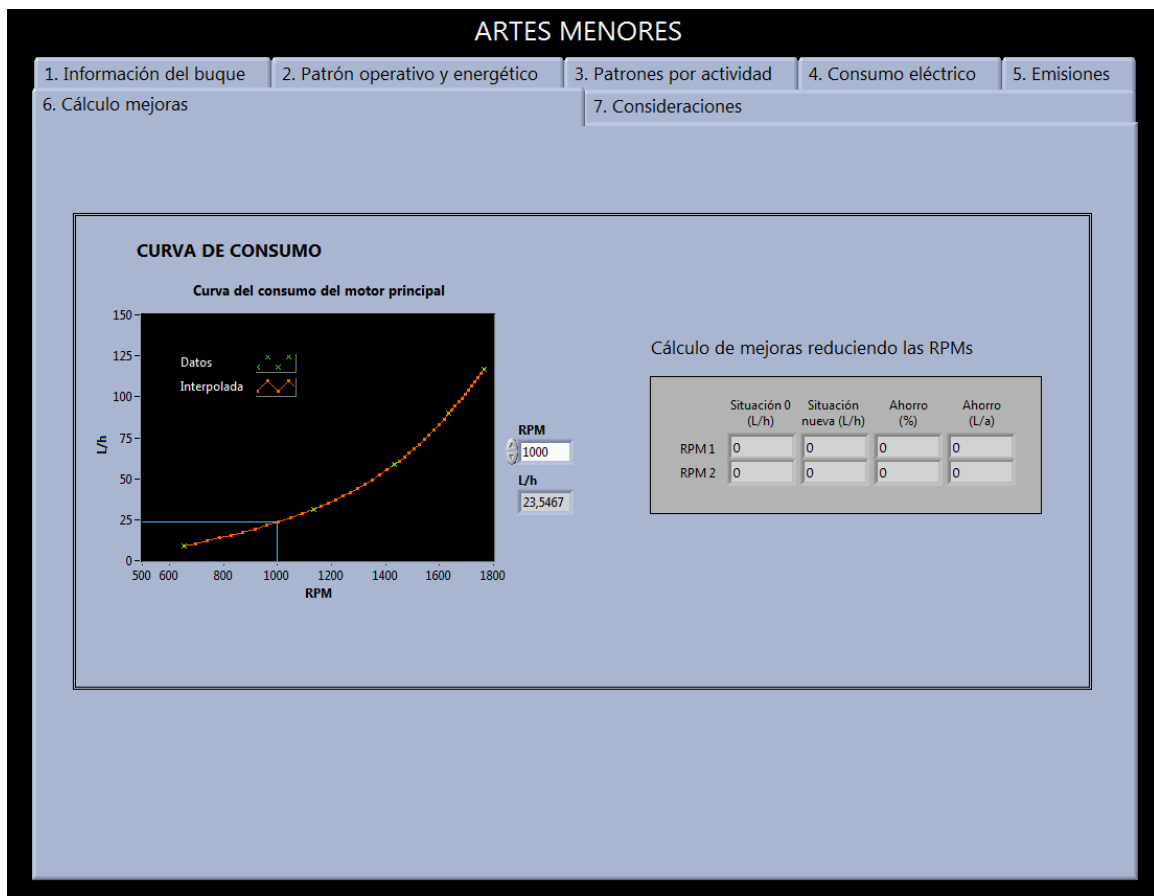 ARTES MENORES
1. Información del buque
2. Patrón operativo y energético
3. Patrones por actividad
4. Consumo eléctrico
5. Emisiones
6. Cálculo mejoras
7. Consideraciones
CURVA DE CONSUMO
Curva del consumo del motor principal
150
125
100
75
50
25
0
L/h
Datos
Interpolada
500 600 800 1000 1200 1400 1600 1800
RPM
RPM
1000
L/h
23,5467
Cálculo de mejoras reduciendo las RPMs
Situación 0 (L/h)
Situación nueva (L/h)
Ahorro (%)
Ahorro (L/a)
RPM 1 0 0 0 0
RPM 2 0 0 0 0